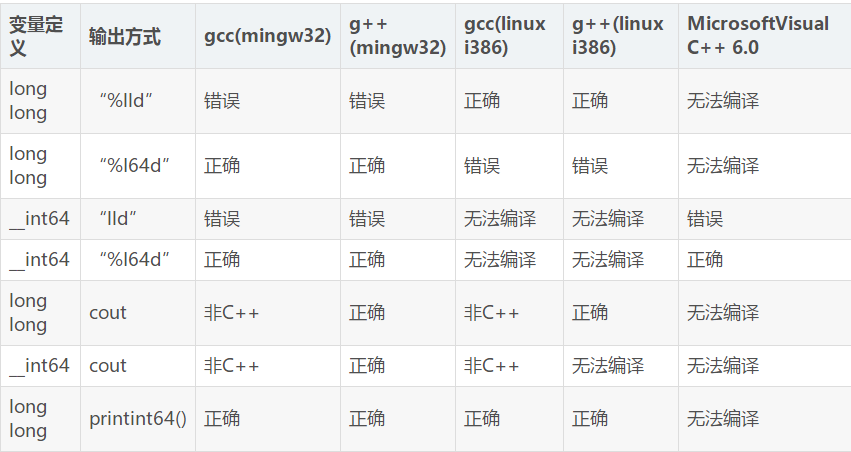 变量定义 输出方式 gcc(mingw32) g++(mingw32) gcc(linux i386) g++(linux i386) MicrosoftVisual C++ 6.0
long long “%lld” 错误 错误 正确 正确 无法编译
long long “%I64d” 正确 正确 错误 错误 无法编译
__int64 “lld” 错误 错误 无法编译 无法编译 错误
__int64 “%I64d” 正确 正确 无法编译 无法编译 正确
long long cout 非C++ 正确 非C++ 正确 无法编译
__int64 cout 非C++ 正确 非C++ 无法编译 无法编译
long long printint64() 正确 正确 正确 正确 无法编译